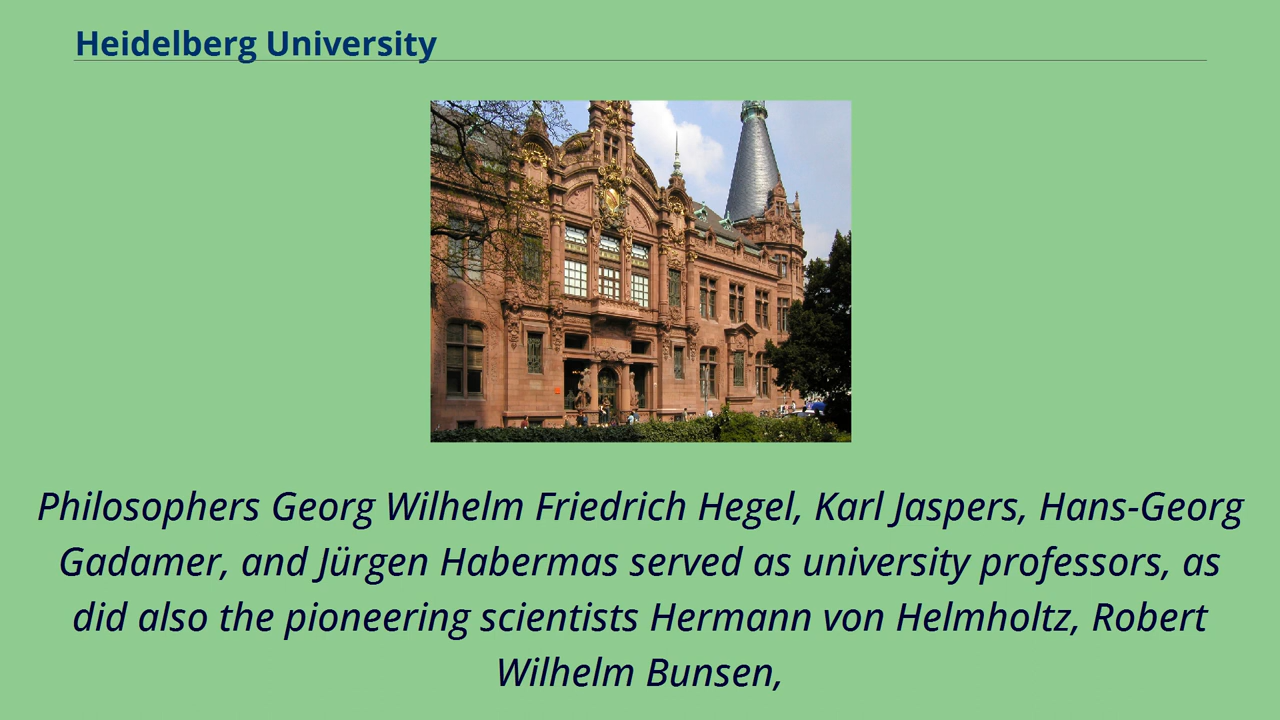 Heidelberg University
Philosophers Georg Wilhelm Friedrich Hegel, Karl Jaspers, Hans-Georg
Gadamer, and Jürgen Habermas served as university professors, as
did also the pioneering scientists Hermann von Helmholtz, Robert
Wilhelm Bunsen,